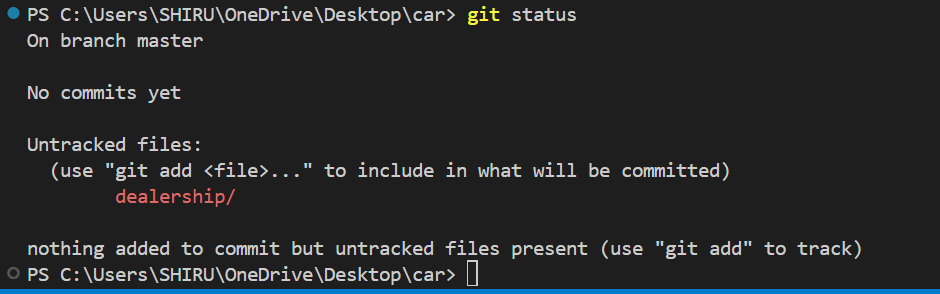 PS C:\Users\SHIRU\OneDrive\Desktop\car> git status
On branch master
No commits yet
Untracked files:
(use "git add <file>..." to include in what will be committed)
dealership/
nothing added to commit but untracked files present (use "git add" to track)
PS C:\Users\SHIRU\OneDrive\Desktop\car>